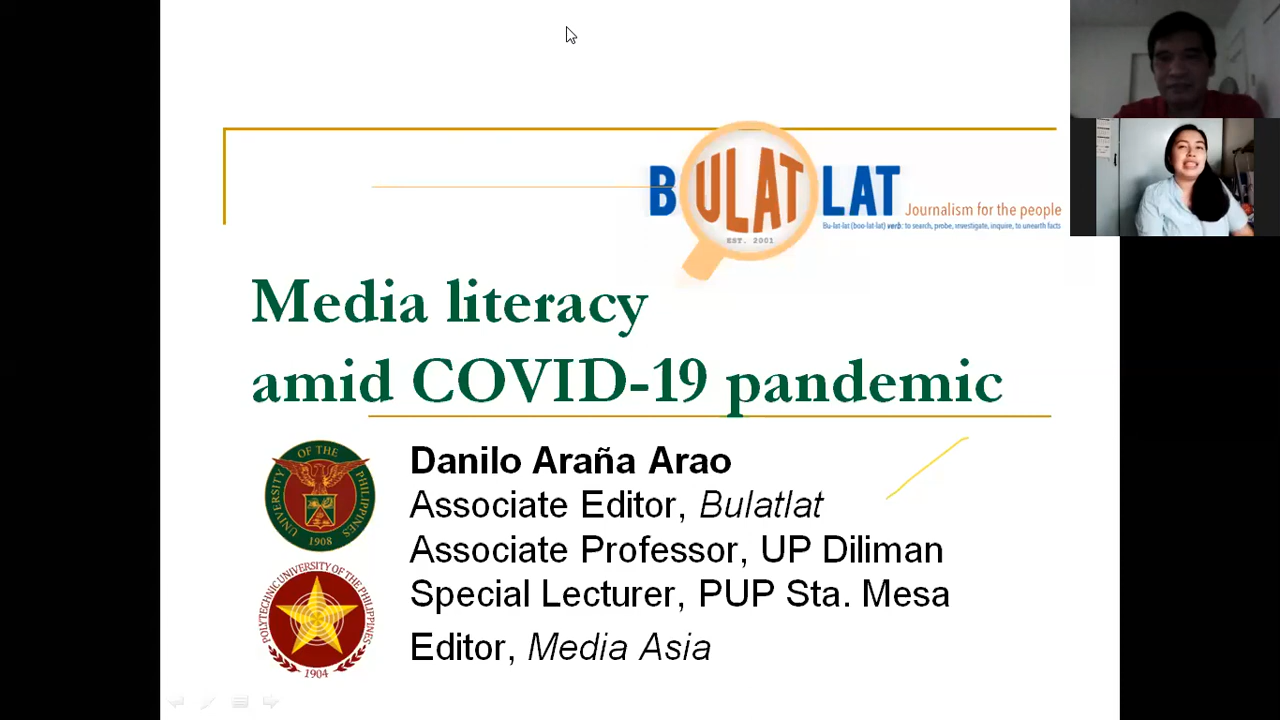 BULATLAT
Journalism for the people
Bu·lat·lat (boo-lat-lat) verb: to search, probe, investigate, inquire, to unearth facts
EST. 2001
Media literacy
amid COVID-19 pandemic
Danilo Araña Arao
Associate Editor, Bulatlat
Associate Professor, UP Diliman
Special Lecturer, PUP Sta. Mesa
Editor, Media Asia
UNIVERSITY OF THE PHILIPPINES
1908
POLYTECHNIC UNIVERSITY OF THE PHILIPPINES
1904